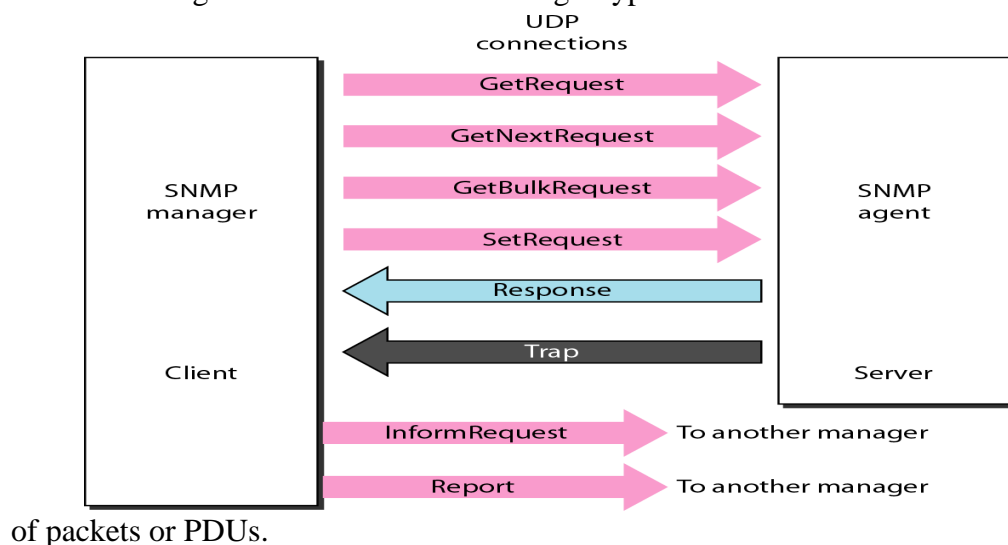 UDP
connections
GetRequest
GetNextRequest
GetBulkRequest
SetRequest
Response
Trap
SNMP
manager
Client
SNMP
agent
Server
InformRequest To another manager
Report To another manager
of packets or PDUs.